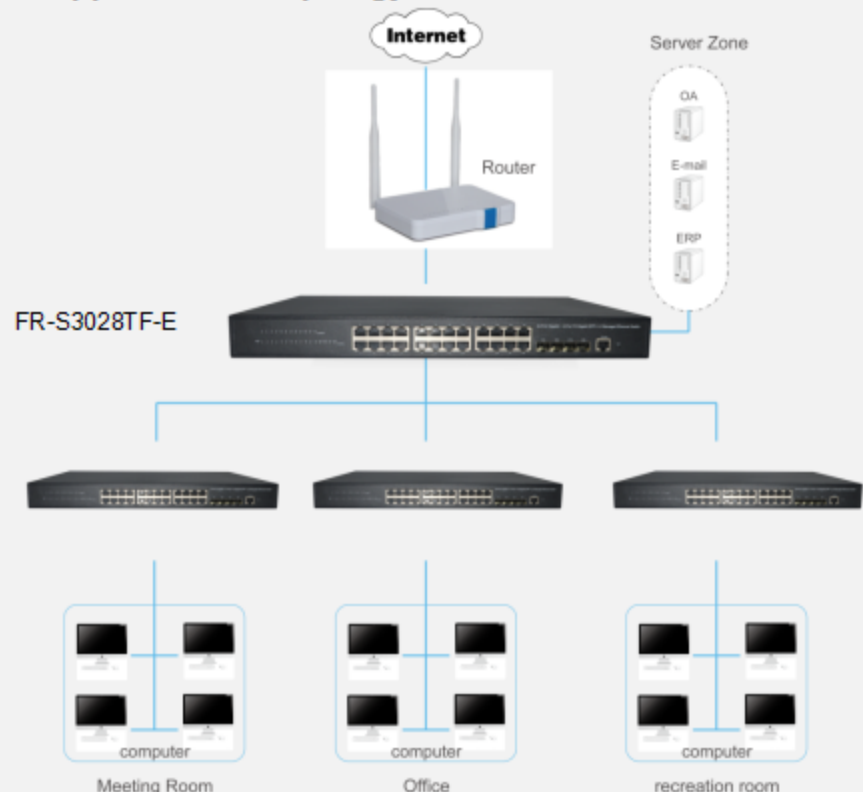 Internet
Server Zone
OA
E-mail
ERP
Router
FR-S3028TF-E
computer
computer
computer
Meeting Room
Office
recreation room